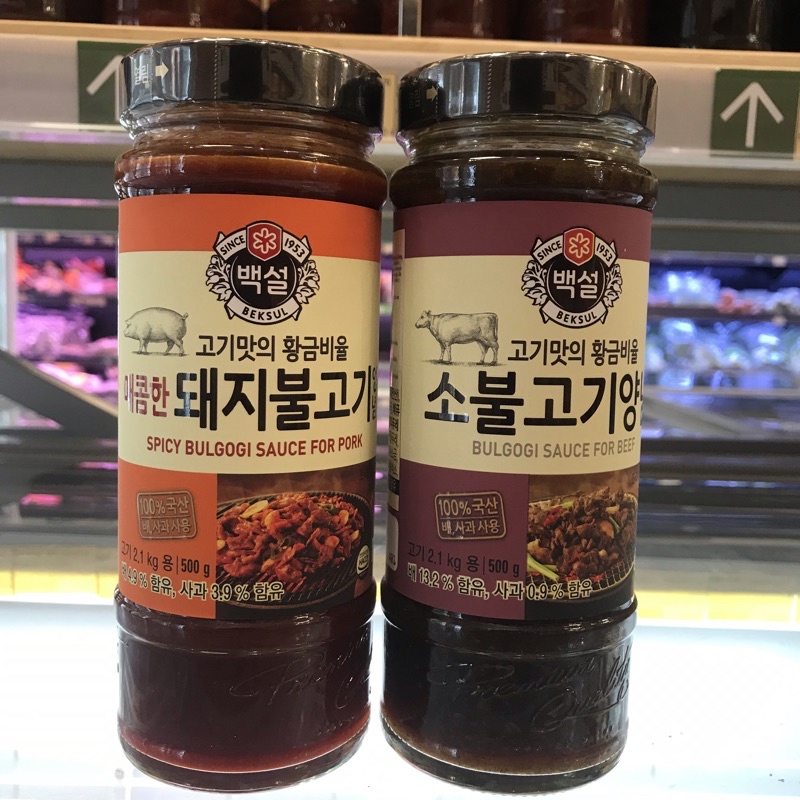 SINCE 1953
백설
BEKSUL
고기맛의 황금비율
매콤한 돼지불고기
SPICY BULGOGI SAUCE FOR PORK
100% 국산
배, 사과 사용
고기 2.1 kg 용 | 500 g
배 4.9 % 함유, 사과 3.9 % 함유
SINCE 1953
백설
BEKSUL
고기맛의 황금비율
소불고기양
BULGOGI SAUCE FOR BEEF
100% 국산
배, 사과 사용
고기 2.1 kg 용 | 500 g
배 13.2 % 함유, 사과 0.9 % 함유